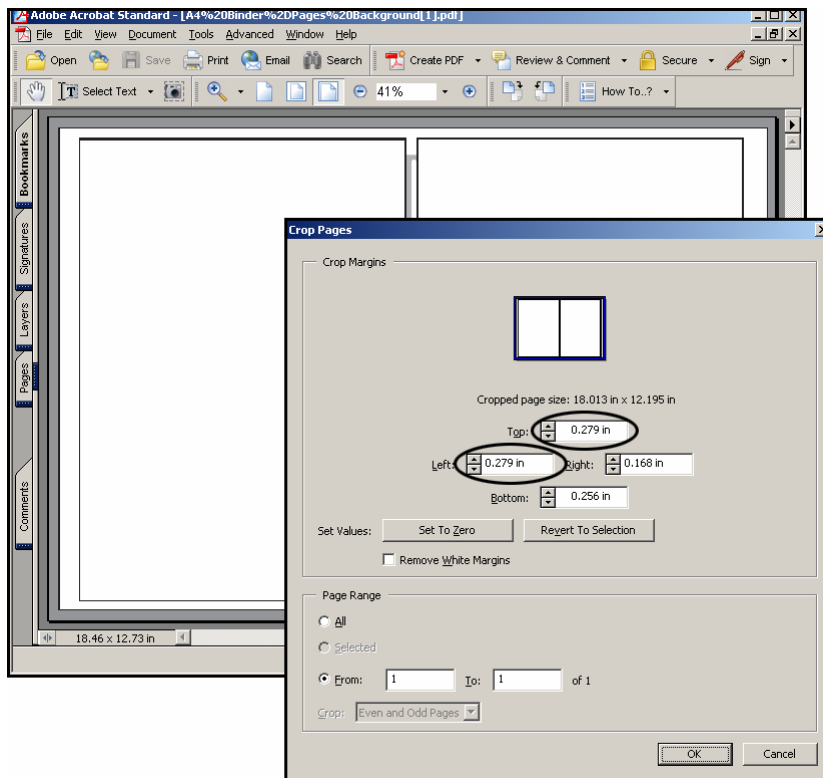 Adobe Acrobat Standard - [A4%20Binder%2DPages%20Background[1].pdf]
File Edit View Document Tools Advanced Window Help
Open Save Print Email Search Create PDF Review & Comment Secure Sign
Select Text 41% How To..?
Bookmarks
Signatures
Layers
Pages
Comments
18.46 x 12.73 in
Crop Pages
Crop Margins
Cropped page size: 18.013 in x 12.195 in
Top: 0.279 in
Left: 0.279 in Right: 0.168 in
Bottom: 0.256 in
Set Values: Set To Zero Revert To Selection
Remove White Margins
Page Range
All
Selected
From: 1 To: 1 of 1
Crop: Even and Odd Pages
OK Cancel